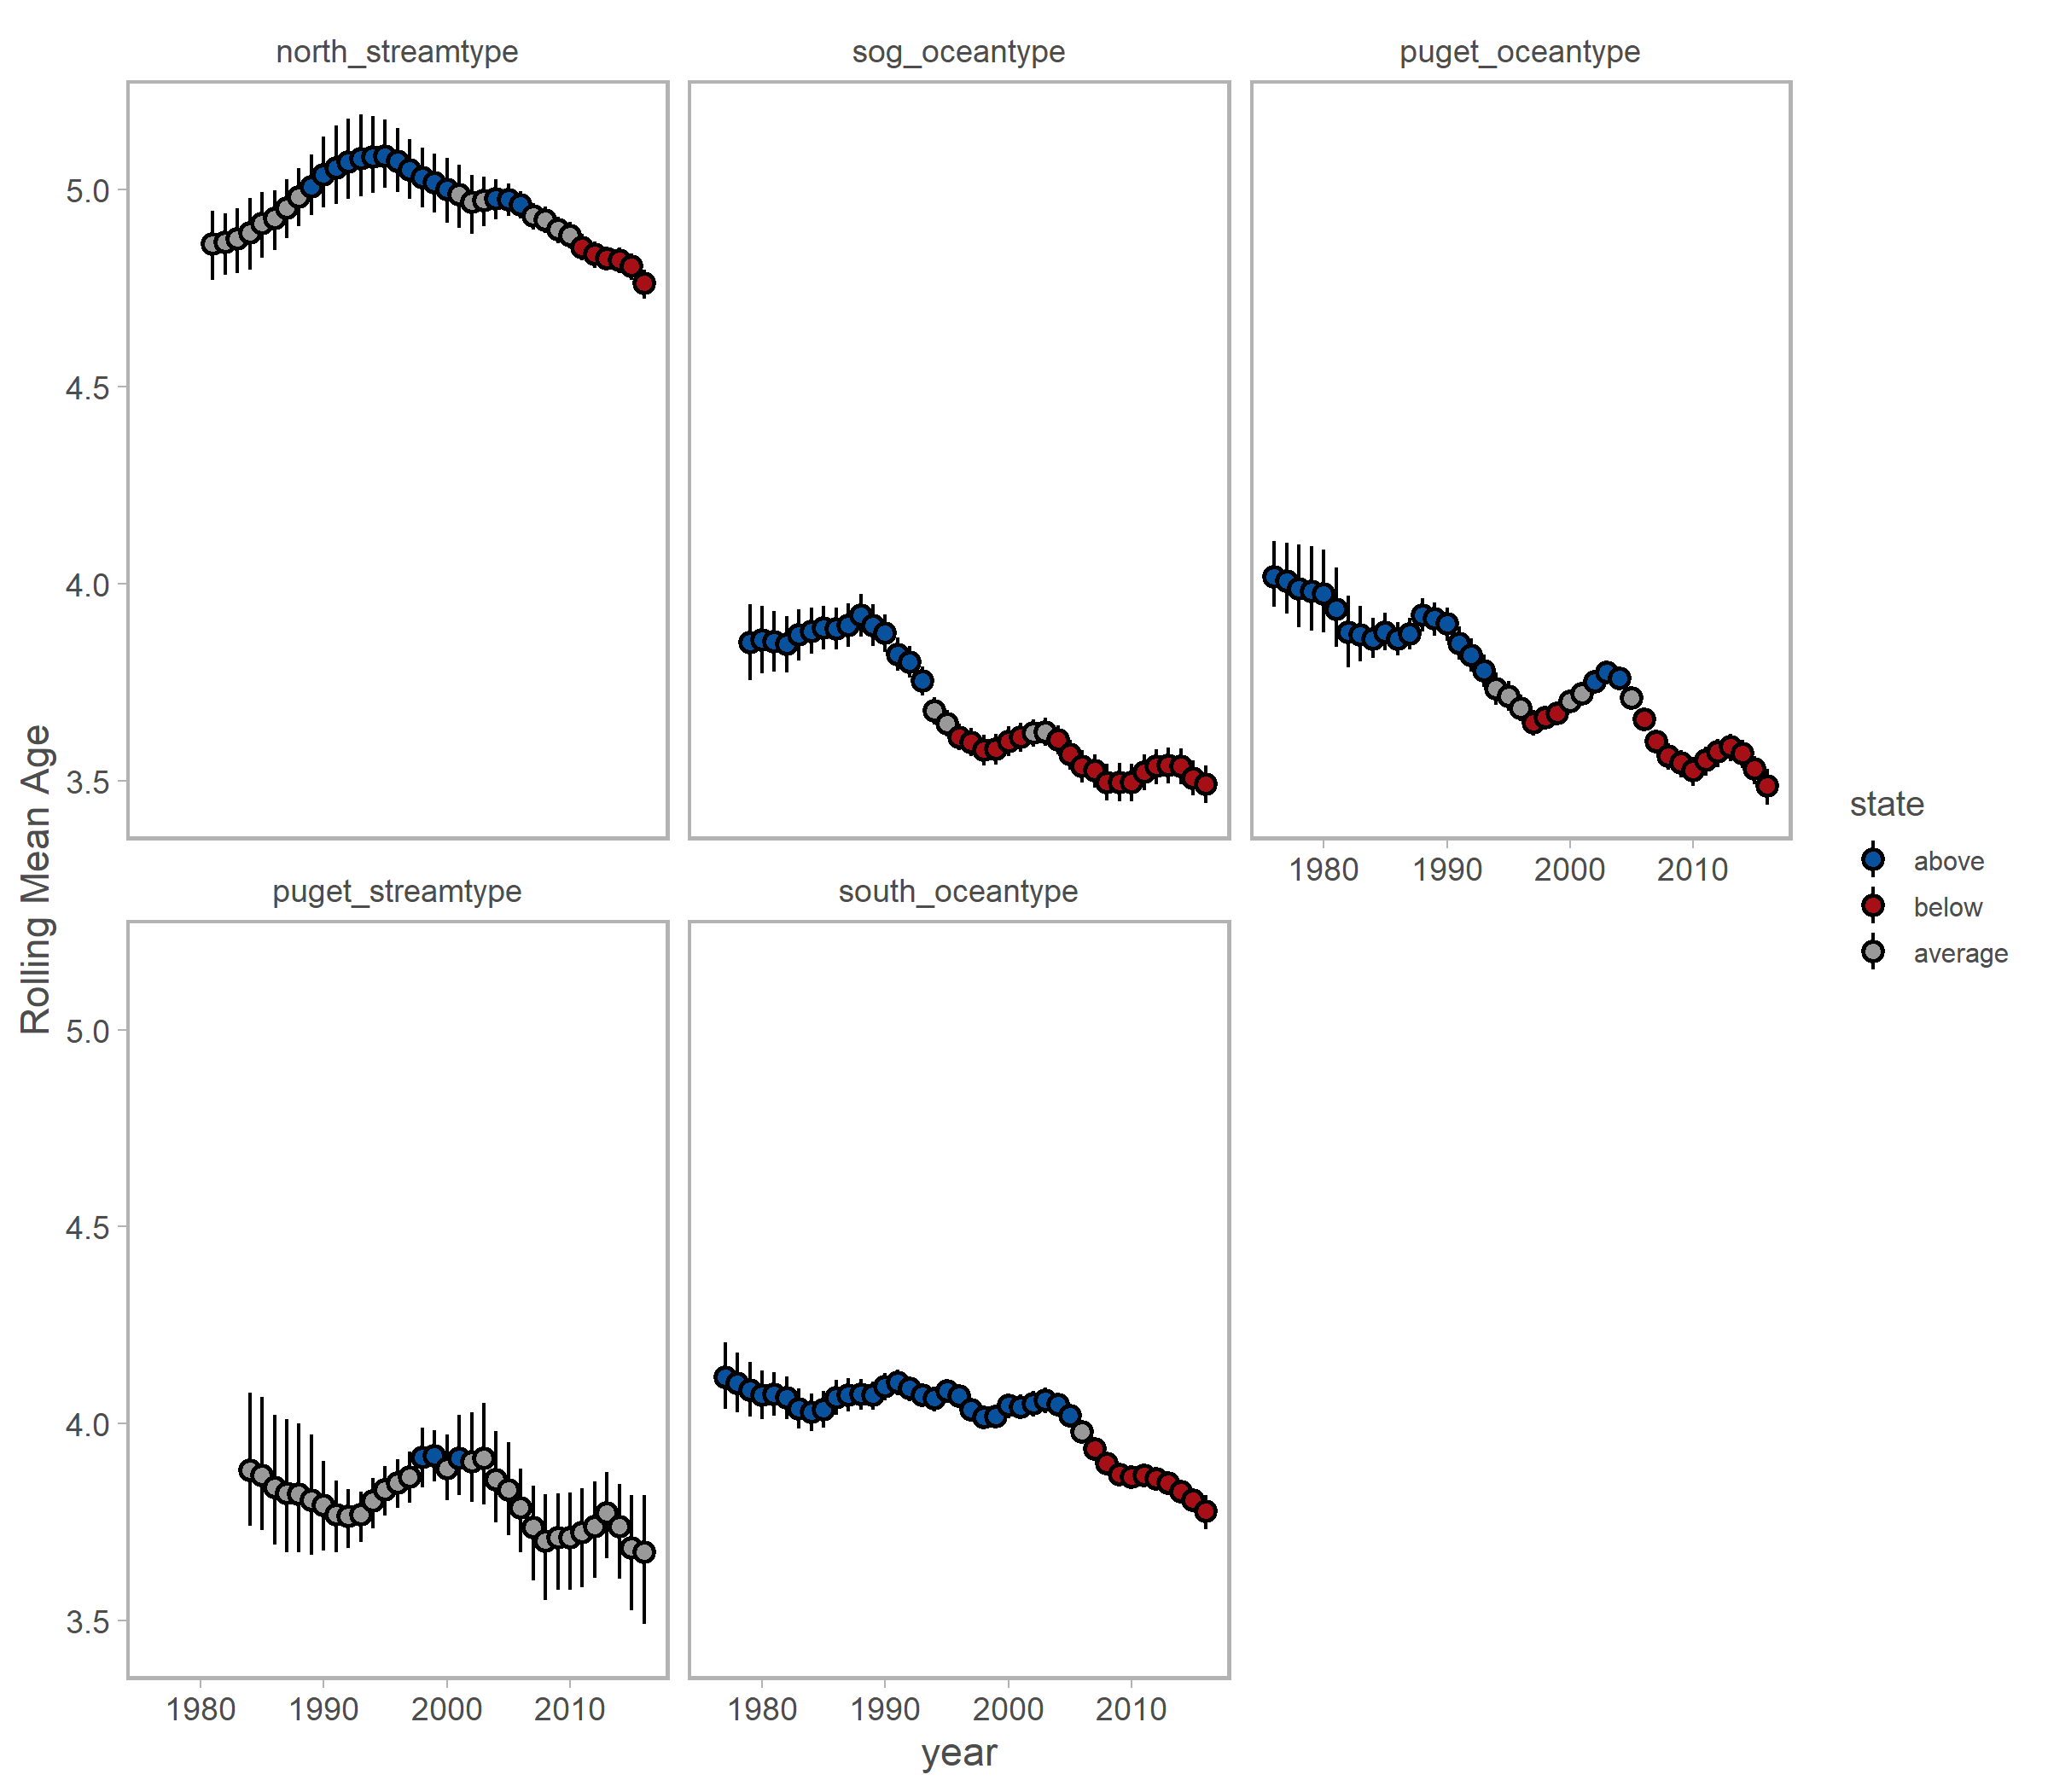 north_streamtype
sog_oceantype
puget_oceantype
5.0
4.5
4.0
3.5
1980
1990
2000
2010
puget_streamtype
south_oceantype
5.0
4.5
4.0
3.5
1980
1990
2000
2010
1980
1990
2000
2010
Rolling Mean Age
year
state
above
below
average